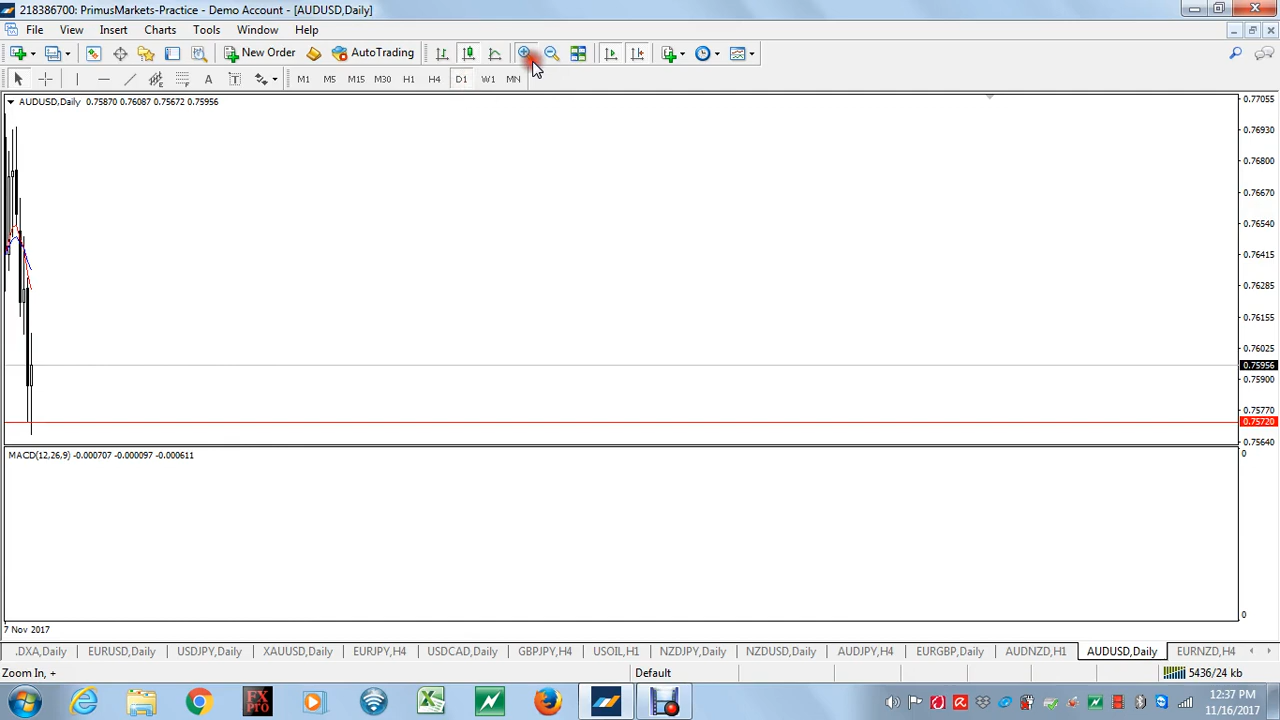 218386700: PrimusMarkets-Practice - Demo Account - [AUDUSD,Daily]
File View Insert Charts Tools Window Help
New Order AutoTrading
A T M1 M5 M15 M30 H1 H4 D1 W1 MN
AUDUSD,Daily 0.75870 0.76087 0.75672 0.75956
0.77055
0.76930
0.76800
0.76670
0.76540
0.76415
0.76285
0.76155
0.76025
0.75956
0.75900
0.75770
0.75720
0.75640
MACD(12,26,9) -0.000707 -0.000097 -0.000611
0
0
7 Nov 2017
.DXA,Daily EURUSD,Daily USDJPY,Daily XAUUSD,Daily EURJPY,H4 USDCAD,Daily GBPJPY,H4 USOIL,H1 NZDJPY,Daily NZDUSD,Daily AUDJPY,H4 EURGBP,Daily AUDNZD,H1 AUDUSD,Daily EURNZD,H4
Zoom In, + Default 5436/24 kb
FX Pro
12:37 PM
11/16/2017